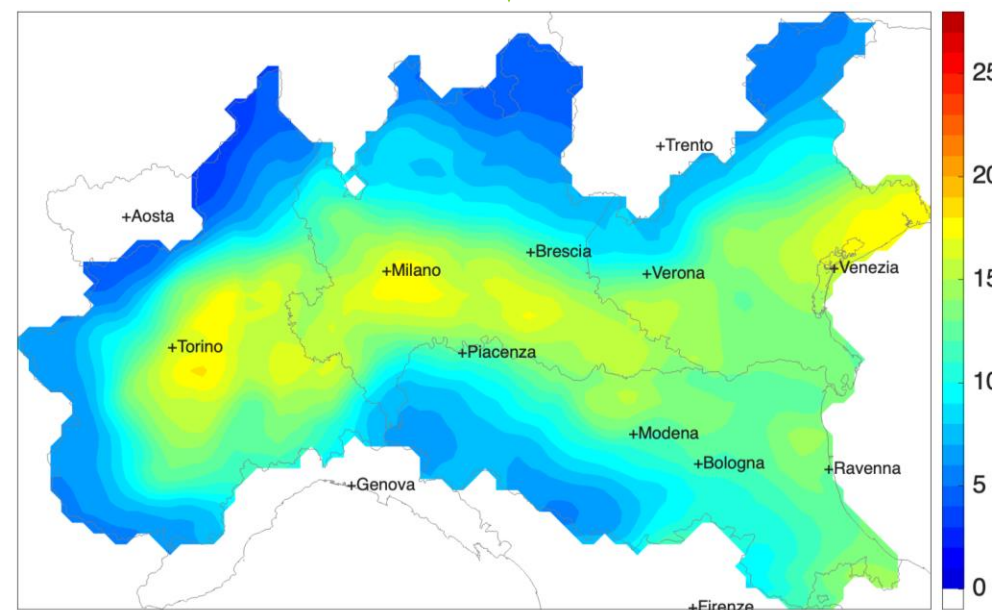 25
+Trento
20
+Aosta
+Brescia
+Milano
+Verona
+Venezia
15
+Torino
+Piacenza
10
+Modena
+Bologna
+Ravenna
+Genova
5
0
+Firenze